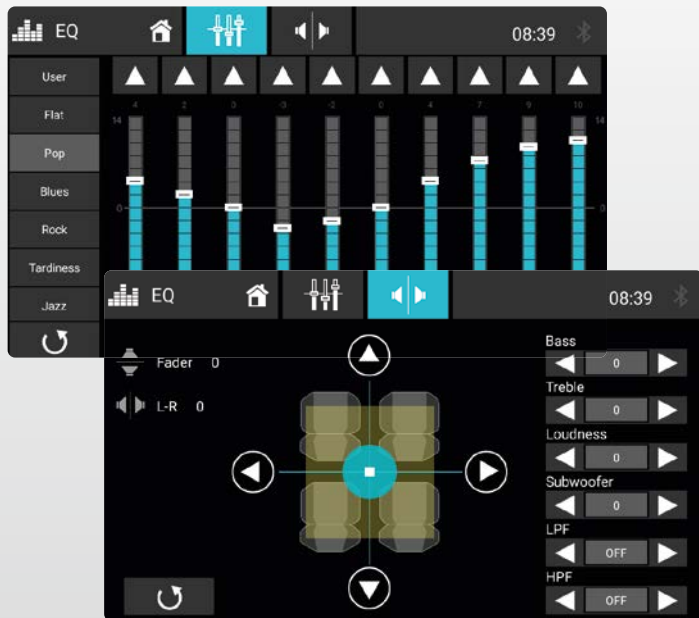 EQ 08:39
User
Flat
Pop
Blues
Rock
Tardiness
Jazz
4 2 0 -3 -2 0 4 7 9 10
14 14
0 0
EQ 08:39
Fader 0
L-R 0
Bass
0
Treble
0
Loudness
0
Subwoofer
0
LPF
OFF
HPF
OFF